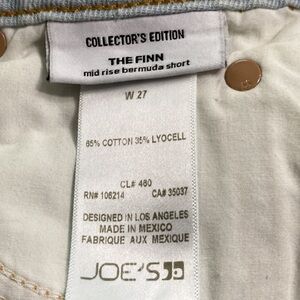 COLLECTOR'S EDITION
THE FINN
mid rise bermuda short
W 27
65% COTTON 35% LYOCELL
CL# 480
RN# 106214 CA# 35037
DESIGNED IN LOS ANGELES
MADE IN MEXICO
FABRIQUE AUX MEXIQUE
JOE'S